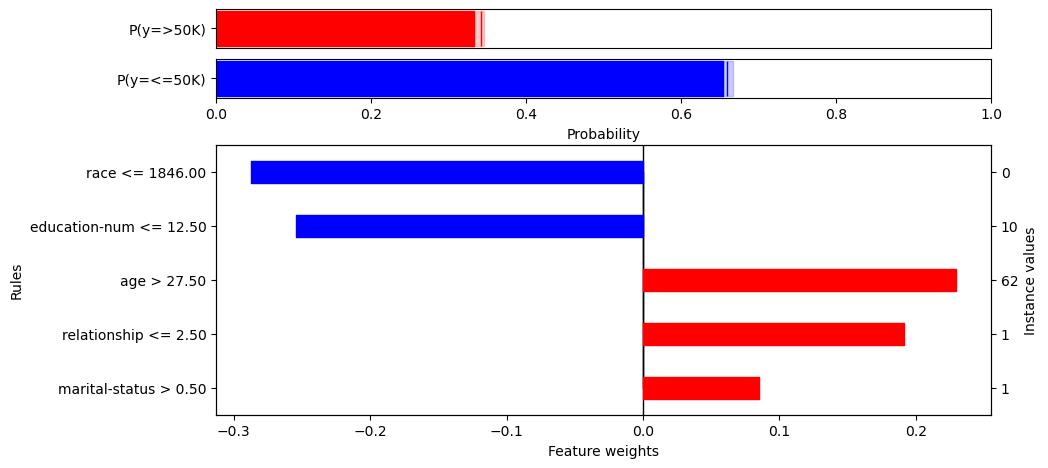 P(y=>50K)
P(y=<=50K)
0.0 0.2 0.4 0.6 0.8 1.0
Probability
race <= 1846.00 0
education-num <= 12.50 10
age > 27.50 62
relationship <= 2.50 1
marital-status > 0.50 1
Rules
Instance values
−0.3 −0.2 −0.1 0.0 0.1 0.2
Feature weights